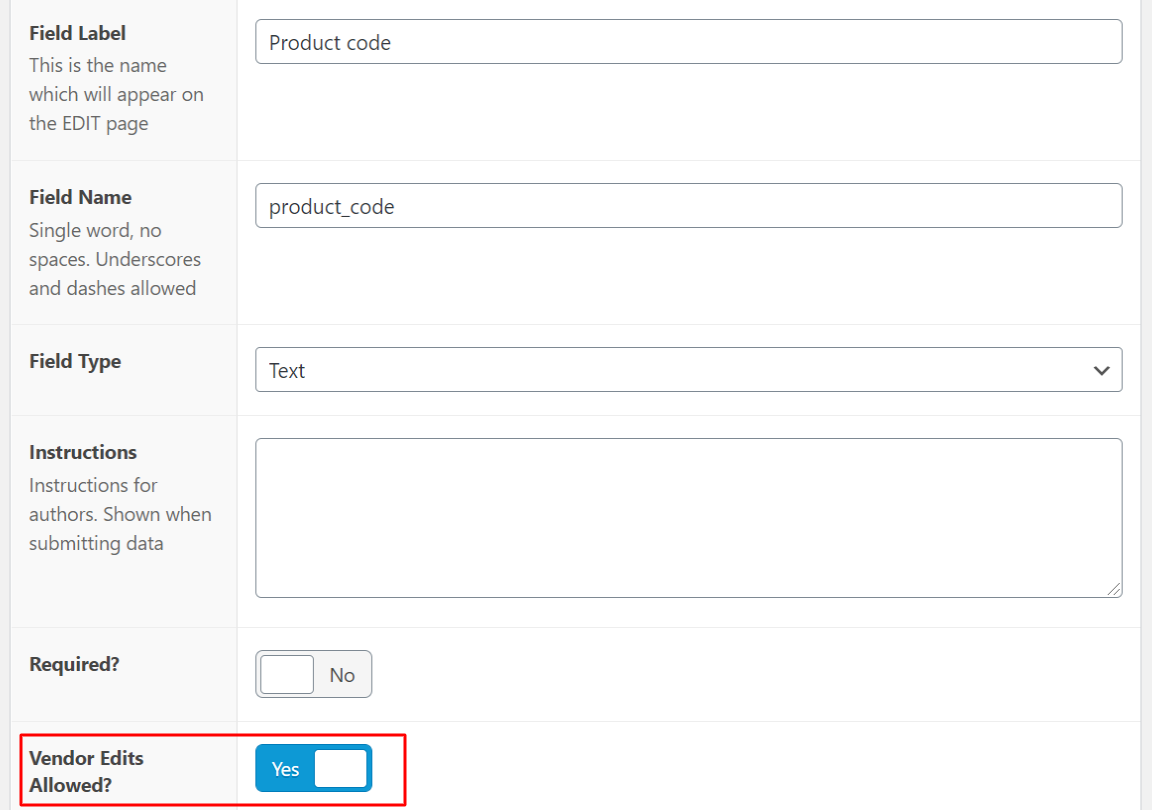 Field Label
Product code
This is the name
which will appear on
the EDIT page
Field Name
product_code
Single word, no
spaces. Underscores
and dashes allowed
Field Type
Text
Instructions
Instructions for
authors. Shown when
submitting data
Required?
No
Vendor Edits
Allowed?
Yes